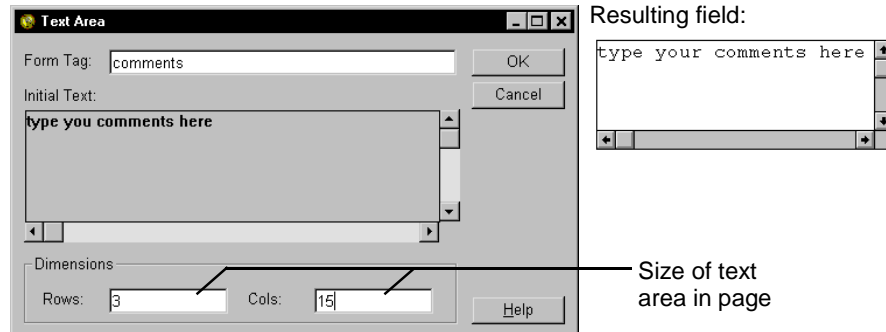 Text Area
Form Tag: comments
OK
Initial Text:
Cancel
type you comments here
Dimensions
Rows: 3 Cols: 15
Help
Resulting field:
type your comments here
Size of text
area in page